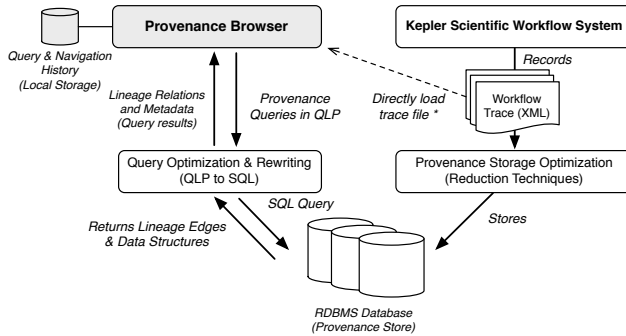 Provenance Browser
Kepler Scientific Workflow System
Query & Navigation
History
(Local Storage)
Lineage Relations
and Metadata
(Query results)
Provenance
Queries in QLP
Directly load
trace file *
Records
Workflow
Trace (XML)
Query Optimization & Rewriting
(QLP to SQL)
Provenance Storage Optimization
(Reduction Techniques)
SQL Query
Returns Lineage Edges
& Data Structures
Stores
RDBMS Database
(Provenance Store)